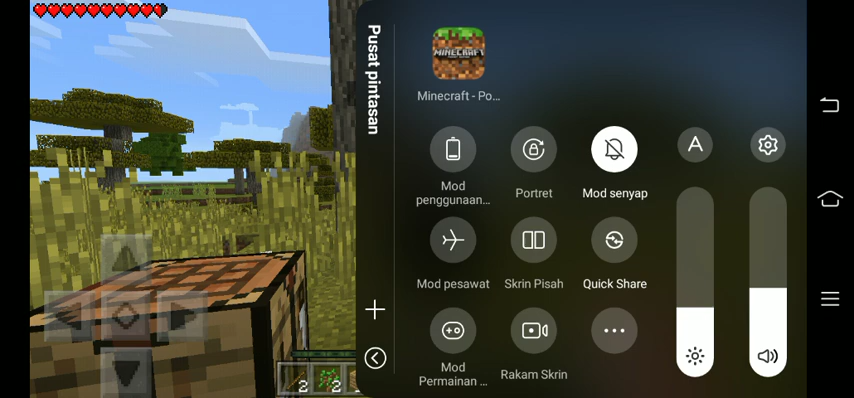 Pusat pintasan
MINECRAFT
Minecraft - Po...
Mod
penggunaan...
Portret
Mod senyap
A
Mod pesawat
Skrin Pisah
Quick Share
Mod
Permainan ...
Rakam Skrin
2
2